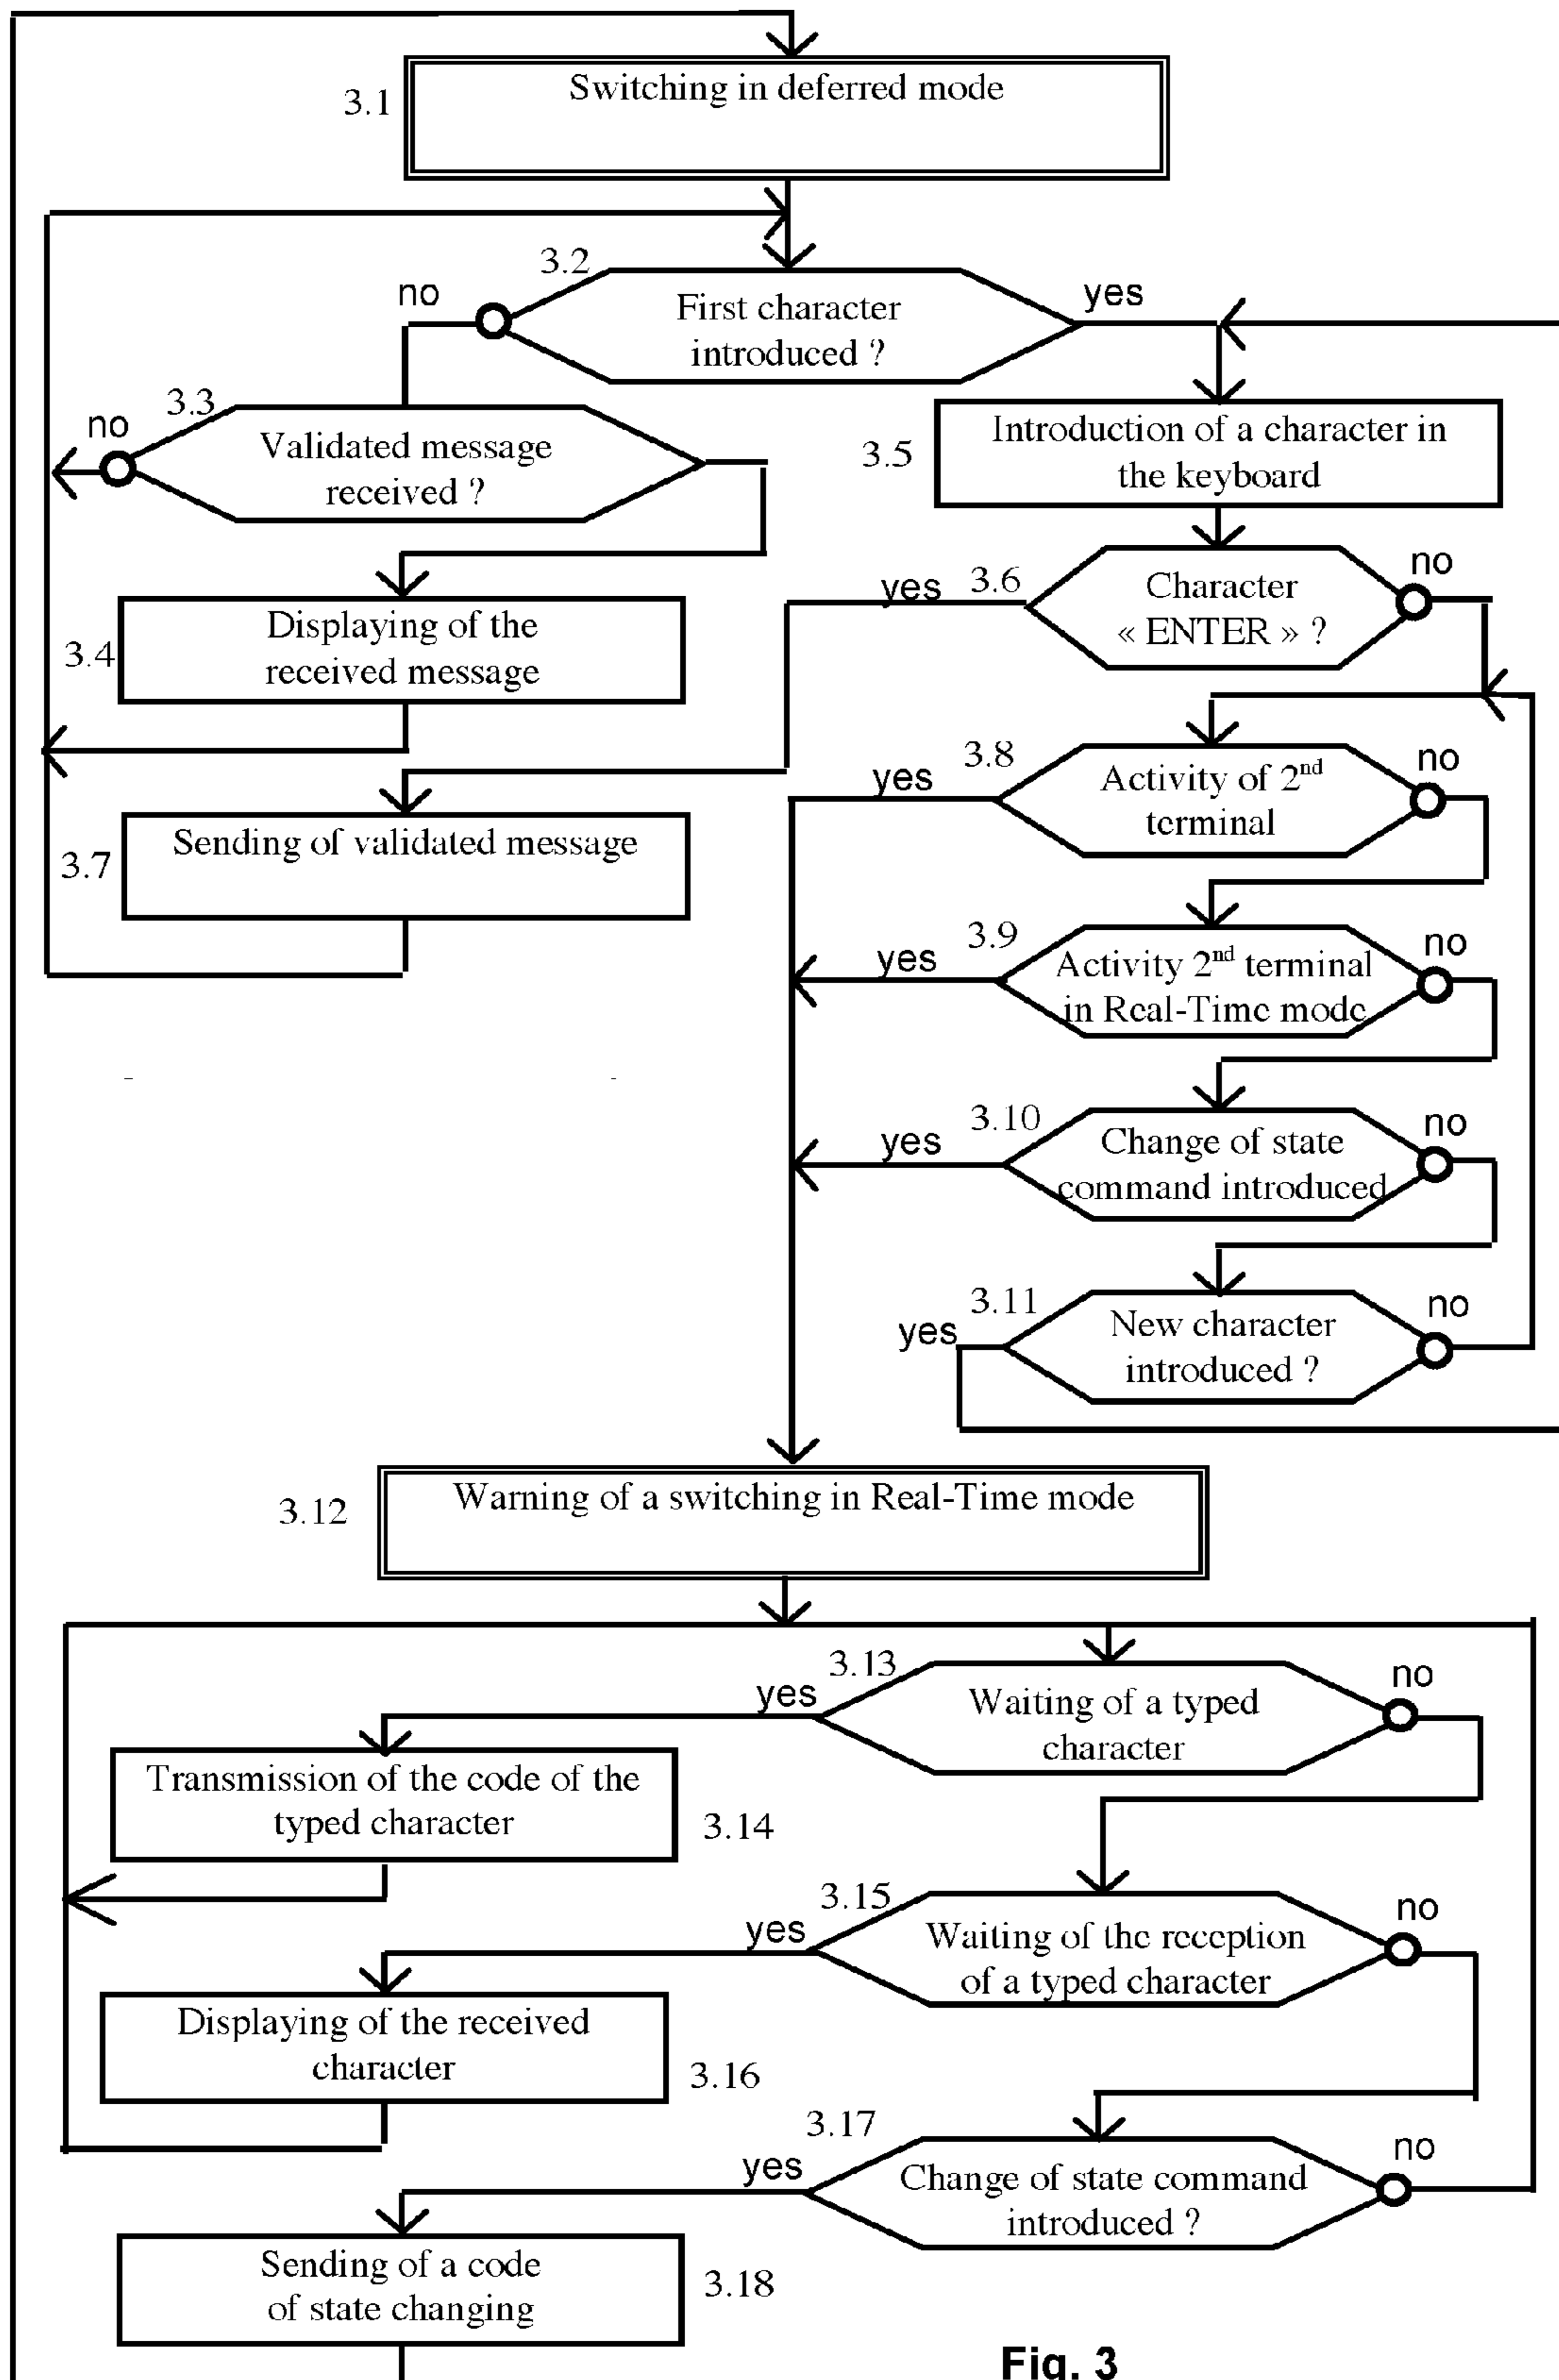 3.1
Switching in deferred mode
3.2
no
First character
introduced ?
yes
3.3
no
Validated message
received ?
3.5
Introduction of a character in
the keyboard
3.4
Displaying of the
received message
yes
3.6
Character
« ENTER » ?
no
3.7
Sending of validated message
yes
3.8
Activity of 2nd
terminal
no
yes
3.9
Activity 2nd terminal
in Real-Time mode
no
yes
3.10
Change of state
command introduced
no
yes
3.11
New character
introduced ?
no
3.12
Warning of a switching in Real-Time mode
yes
3.13
Waiting of a typed
character
no
Transmission of the code of the
typed character
3.14
yes
3.15
Waiting of the reception
of a typed character
no
Displaying of the received
character
3.16
yes
3.17
Change of state command
introduced ?
no
Sending of a code
of state changing
3.18
Fig. 3